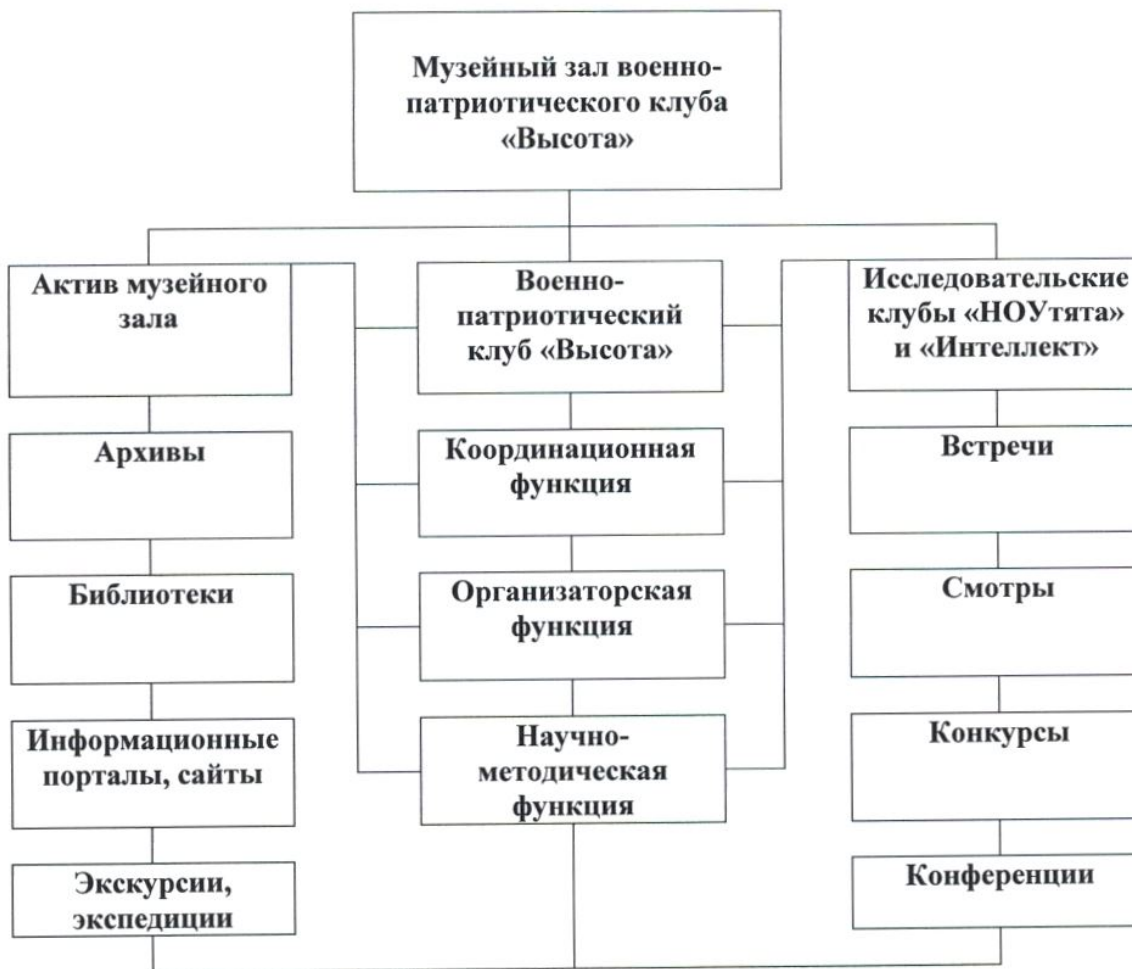 Музейный зал военно-
патриотического клуба
«Высота»
Актив музейного
зала
Военно-
патриотический
клуб «Высота»
Исследовательские
клубы «НОУтята»
и «Интеллект»
Архивы
Координационная
функция
Встречи
Библиотеки
Организаторская
функция
Смотры
Информационные
порталы, сайты
Научно-
методическая
функция
Конкурсы
Экскурсии,
экспедиции
Конференции